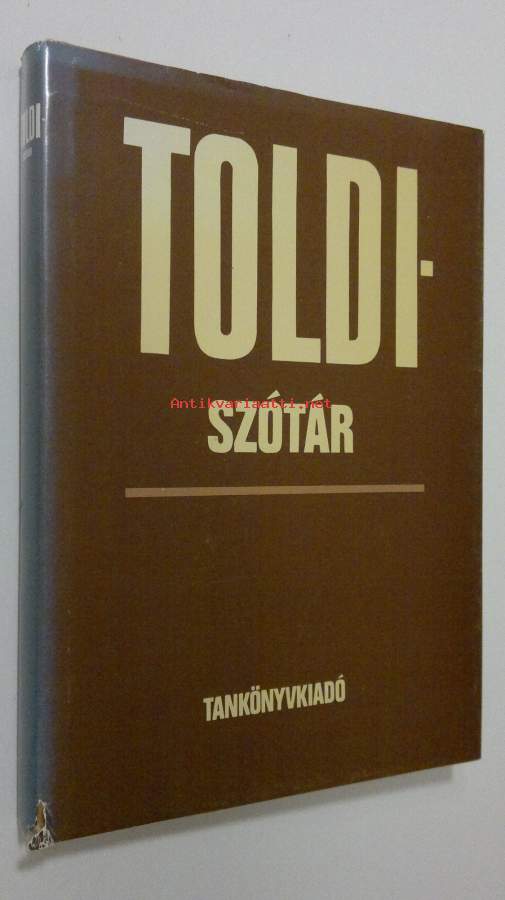 TOLDI-
SZÓTÁR
Antikvariaatti.net
TANKÖNYVKIADÓ
TOLDI-